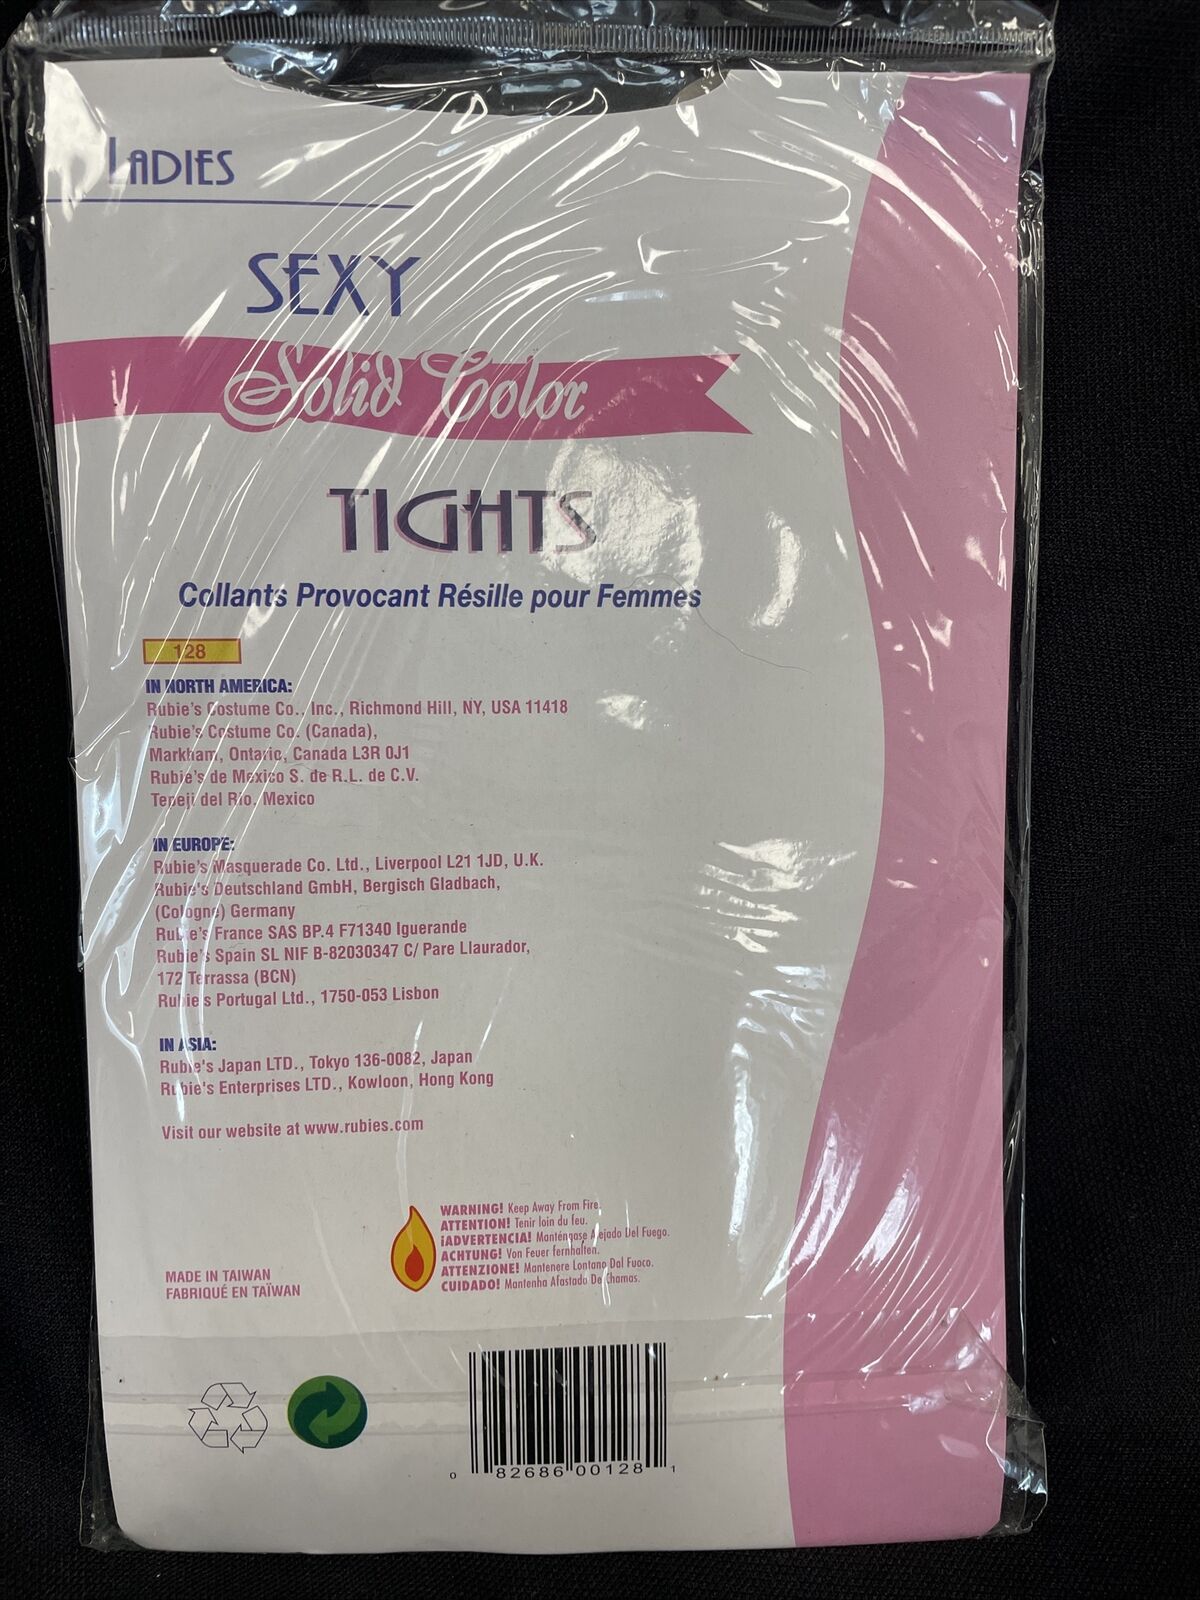 LADIES
SEXY
Solid Color
TIGHTS
Collants Provocant Résille pour Femmes
128
IN NORTH AMERICA:
Rubie's Costume Co., Inc., Richmond Hill, NY, USA 11418
Rubie's Costume Co. (Canada),
Markham, Ontario, Canada L3R 0J1
Rubie's de Mexico S. de R.L. de C.V.
Tepeji del Rio. Mexico
IN EUROPE:
Rubie's Masquerade Co. Ltd., Liverpool L21 1JD, U.K.
Rubie's Deutschland GmbH, Bergisch Gladbach,
(Cologne) Germany
Rubie's France SAS BP.4 F71340 Iguerande
Rubie's Spain SL NIF B-82030347 C/ Pare Llaurador,
172 Terrassa (BCN)
Rubie's Portugal Ltd., 1750-053 Lisbon
IN ASIA:
Rubie's Japan LTD., Tokyo 136-0082, Japan
Rubie's Enterprises LTD., Kowloon, Hong Kong
Visit our website at www.rubies.com
WARNING! Keep Away From Fire.
ATTENTION! Tenir loin du feu.
¡ADVERTENCIA! Manténgase Alejado Del Fuego.
ACHTUNG! Von Feuer fernhalten.
ATTENZIONE! Mantenere Lontano Dal Fuoco.
CUIDADO! Mantenha Afastado De Chamas.
MADE IN TAIWAN
FABRIQUÉ EN TAÏWAN
0 82686 00128 1